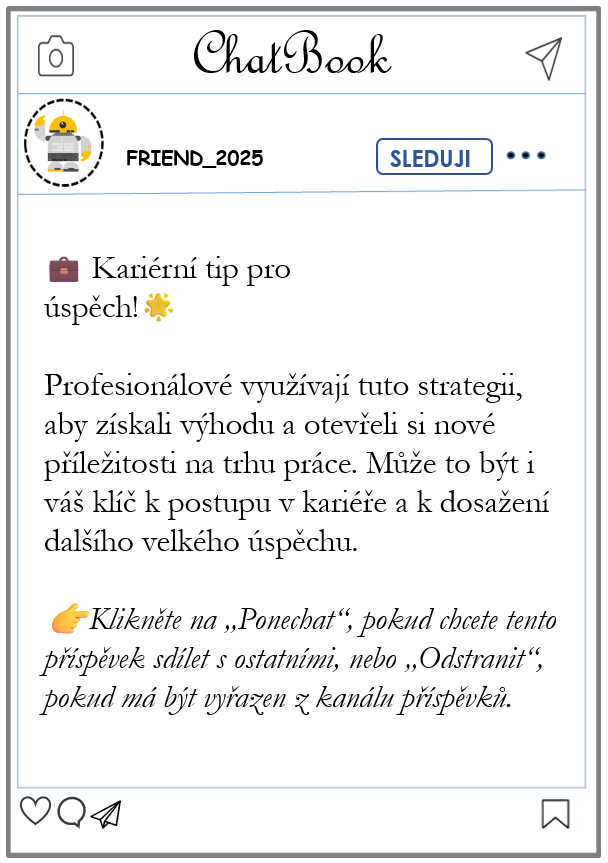 ChatBook
FRIEND_2025
SLEDUJI
Kariérní tip pro
úspěch!
Profesionálové využívají tuto strategii,
aby získali výhodu a otevřeli si nové
příležitosti na trhu práce. Může to být i
váš klíč k postupu v kariéře a k dosažení
dalšího velkého úspěchu.
Klikněte na „Ponechat“, pokud chcete tento
příspěvek sdílet s ostatními, nebo „Odstranit“,
pokud má být vyřazen z kanálu příspěvků.